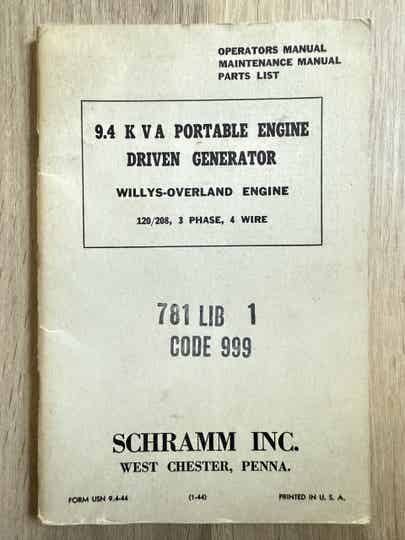 OPERATORS MANUAL
MAINTENANCE MANUAL
PARTS LIST
9.4 K V A PORTABLE ENGINE
DRIVEN GENERATOR
WILLYS-OVERLAND ENGINE
120/208, 3 PHASE, 4 WIRE
781 LIB 1
CODE 999
SCHRAMM INC.
WEST CHESTER, PENNA.
FORM USN 9.4-44 (1-44) PRINTED IN U. S. A.